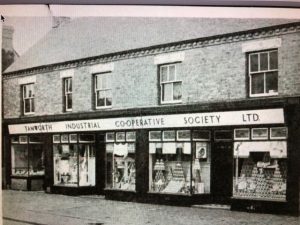 TAMWORTH INDUSTRIAL COOPERATIVE SOCIETY LTD.